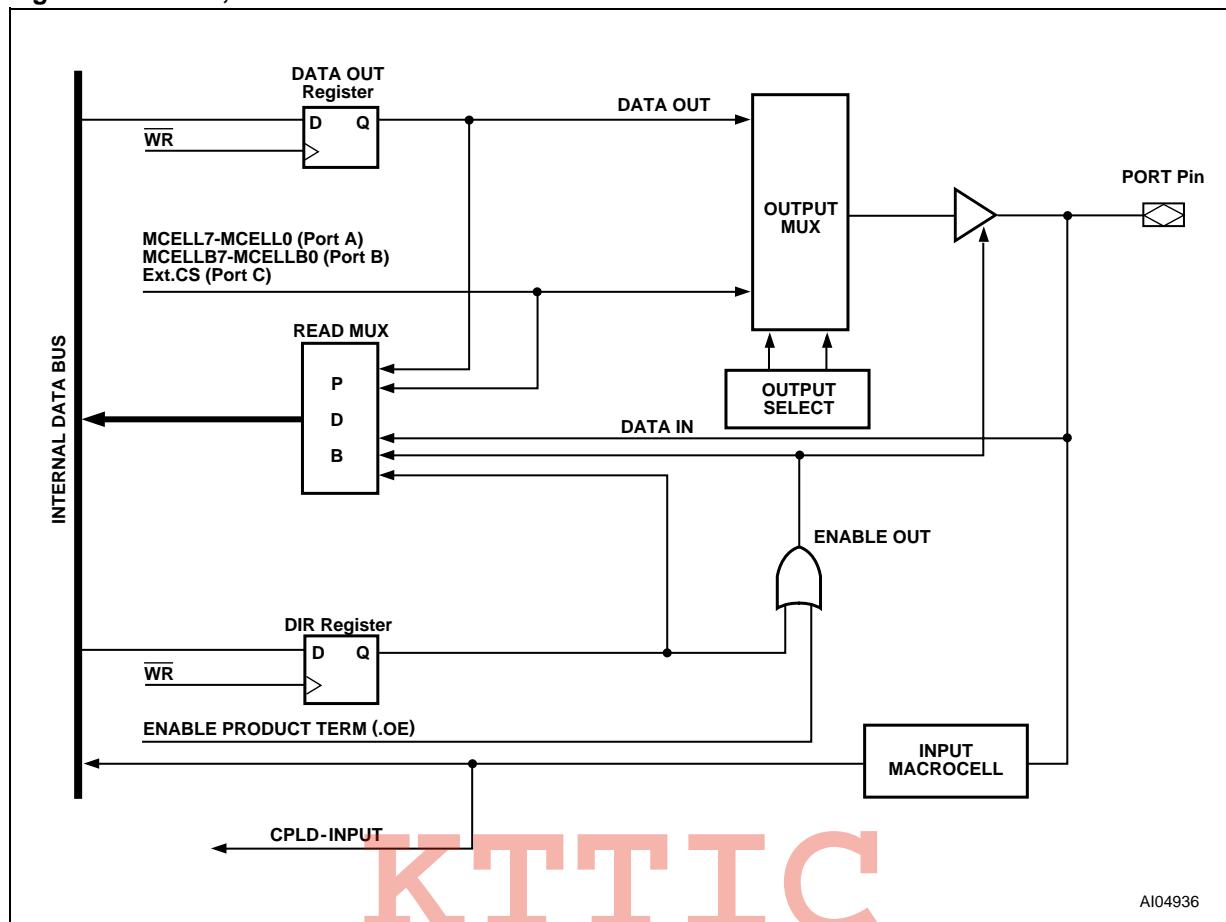 DATA OUT
Register
D Q
WR
DATA OUT
OUTPUT
MUX
PORT Pin
MCELL7-MCELL0 (Port A)
MCELLB7-MCELLB0 (Port B)
Ext.CS (Port C)
READ MUX
P
D
B
OUTPUT
SELECT
DATA IN
INTERNAL DATA BUS
ENABLE OUT
DIR Register
D Q
WR
ENABLE PRODUCT TERM (.OE)
INPUT
MACROCELL
CPLD-INPUT
KTTIC
AI04936